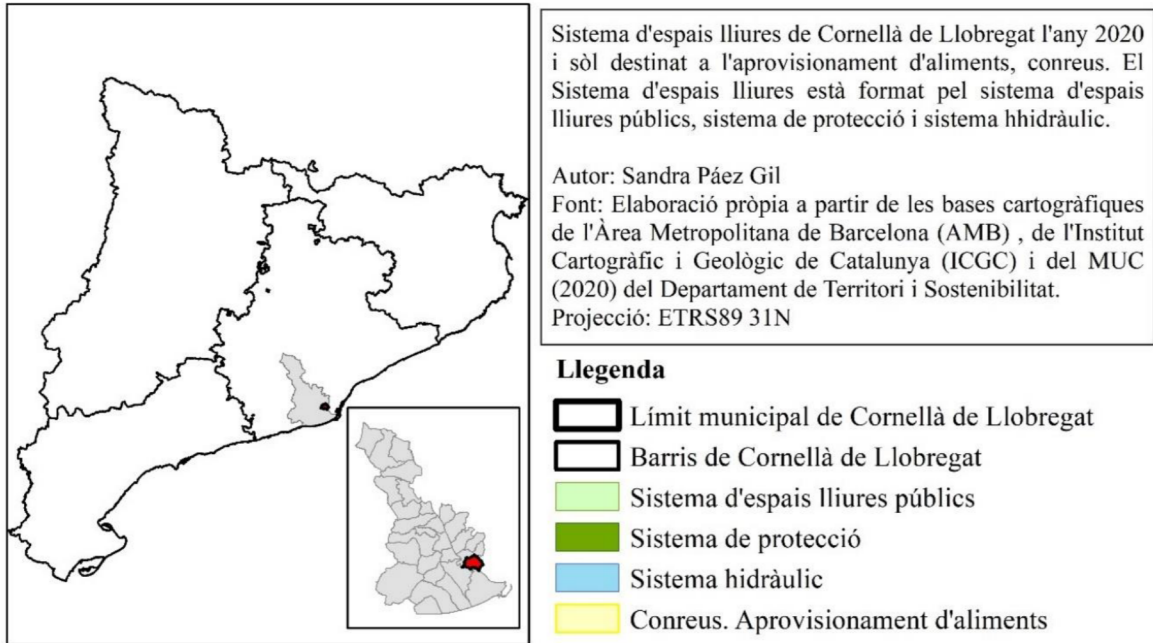 Sistema d'espais lliures de Cornellà de Llobregat l'any 2020
i sòl destinat a l'aprovisionament d'aliments, conreus. El
Sistema d'espais lliures està format pel sistema d'espais
lliures públics, sistema de protecció i sistema hhidràulic.
Autor: Sandra Páez Gil
Font: Elaboració pròpia a partir de les bases cartogràfiques
de l'Àrea Metropolitana de Barcelona (AMB) , de l'Institut
Cartogràfic i Geològic de Catalunya (ICGC) i del MUC
(2020) del Departament de Territori i Sostenibilitat.
Projecció: ETRS89 31N
Llegenda
Límit municipal de Cornellà de Llobregat
Barris de Cornellà de Llobregat
Sistema d'espais lliures públics
Sistema de protecció
Sistema hidràulic
Conreus. Aprovisionament d'aliments